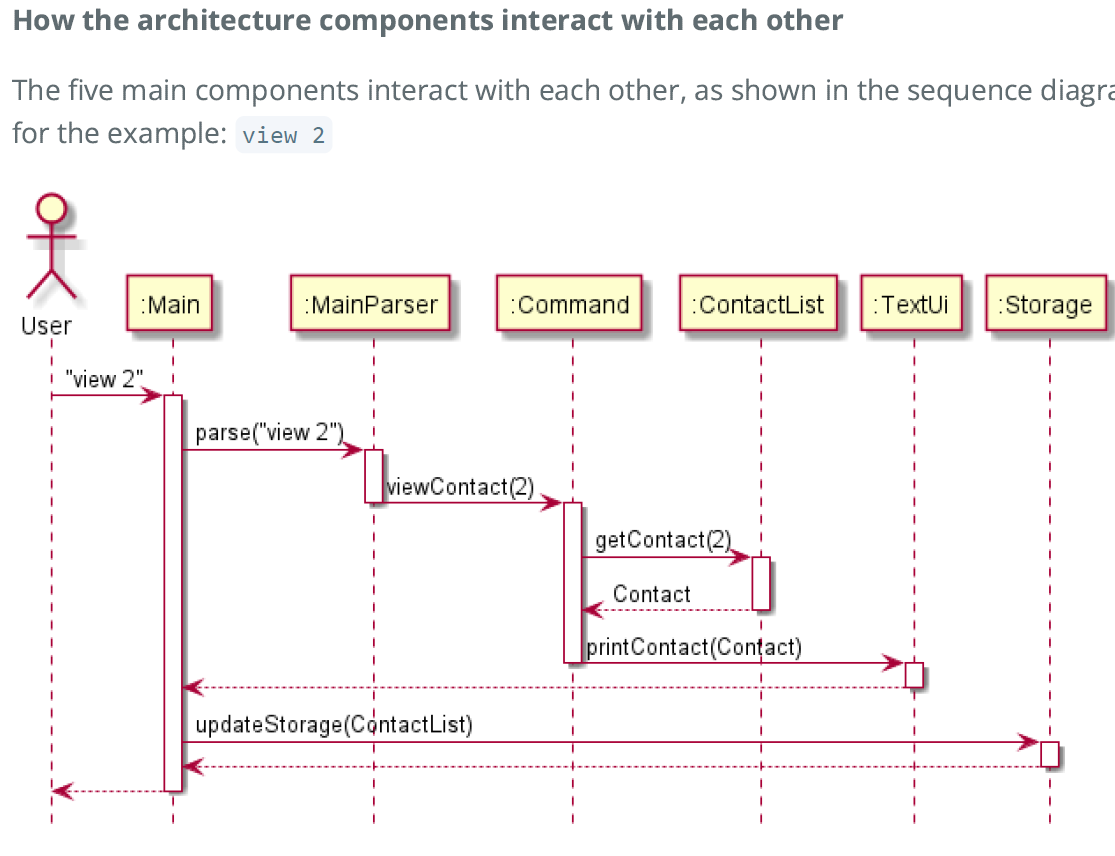 How the architecture components interact with each other
The five main components interact with each other, as shown in the sequence diagra
for the example: view 2
User
:Main
:MainParser
:Command
:ContactList
:TextUi
:Storage
"view 2"
parse("view 2")
viewContact(2)
getContact(2)
Contact
printContact(Contact)
updateStorage(ContactList)